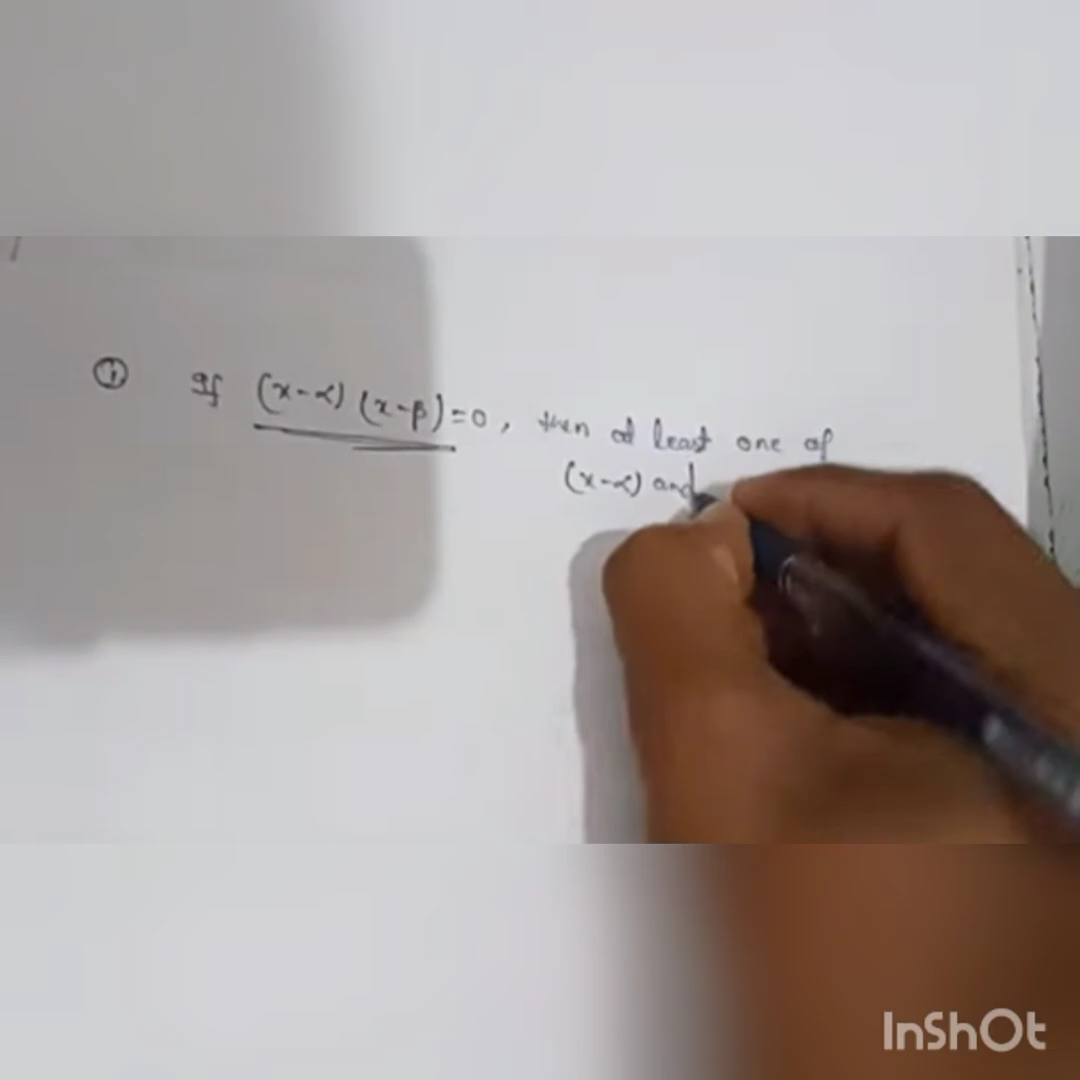 ① If (x-α) (x-β)=0, then at least one of
(x-α) and
InShOt